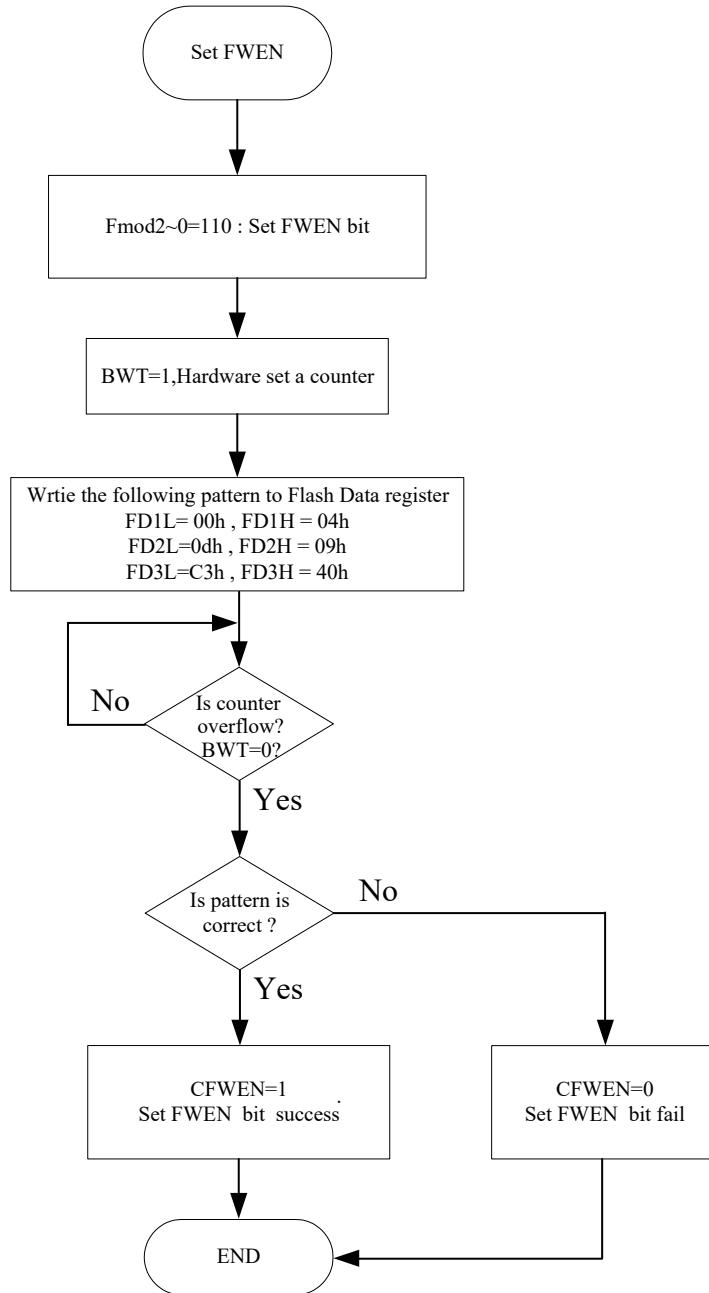 Set FWEN
Fmod2~0=110 : Set FWEN bit
BWT=1,Hardware set a counter
Wrtie the following pattern to Flash Data register
FD1L= 00h , FD1H = 04h
FD2L=0dh , FD2H = 09h
FD3L=C3h , FD3H = 40h
No
Is counter
overflow?
BWT=0?
Yes
Is pattern is
correct ?
No
Yes
CFWEN=1
Set FWEN bit success.
CFWEN=0
Set FWEN bit fail
END